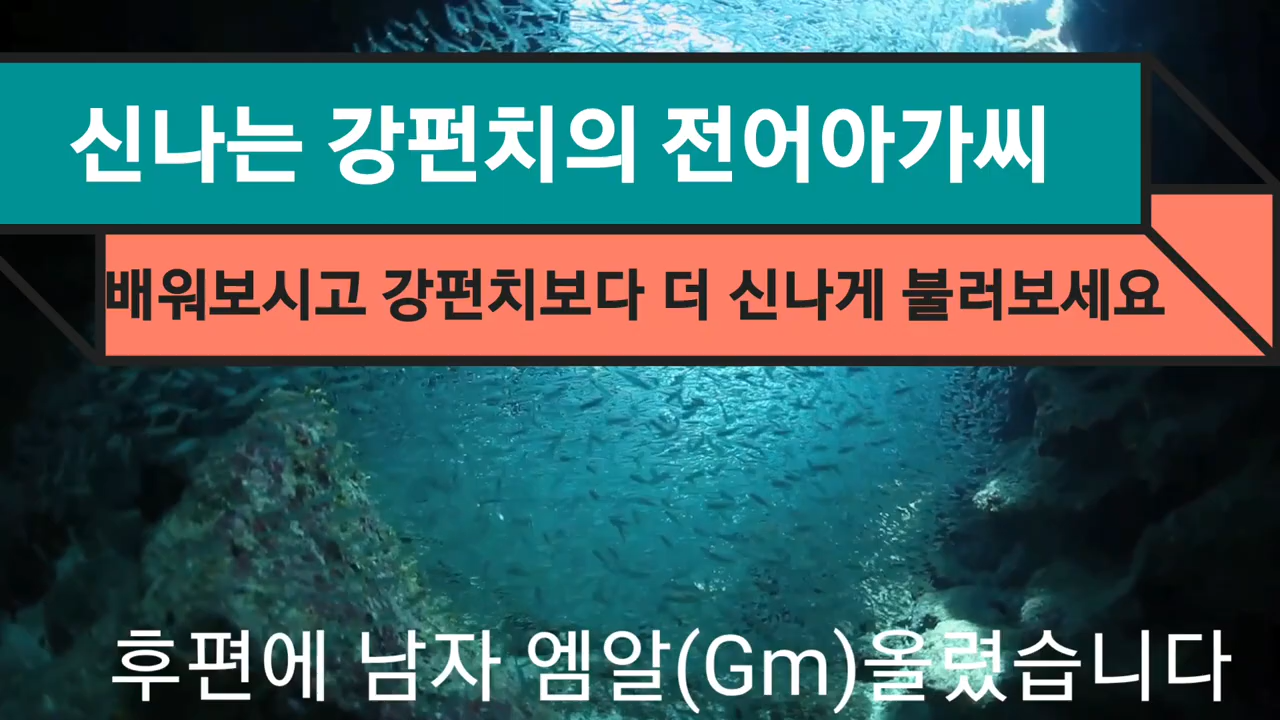 신나는 강펀치의 전어아가씨
배워보시고 강펀치보다 더 신나게 불러보세요
후편에 남자 엠알(Gm)올렸습니다